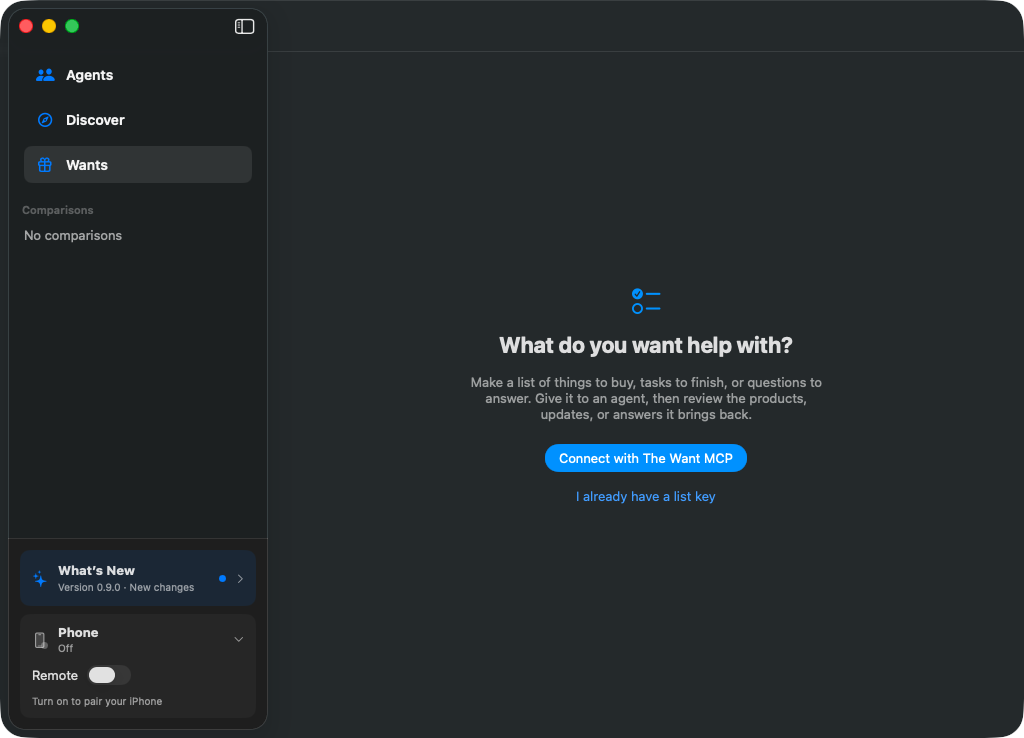 Agents
Discover
Wants
Comparisons
No comparisons
What do you want help with?
Make a list of things to buy, tasks to finish, or questions to
answer. Give it to an agent, then review the products,
updates, or answers it brings back.
Connect with The Want MCP
I already have a list key
What's New
Version 0.9.0 · New changes
Phone
Off
Remote
Turn on to pair your iPhone